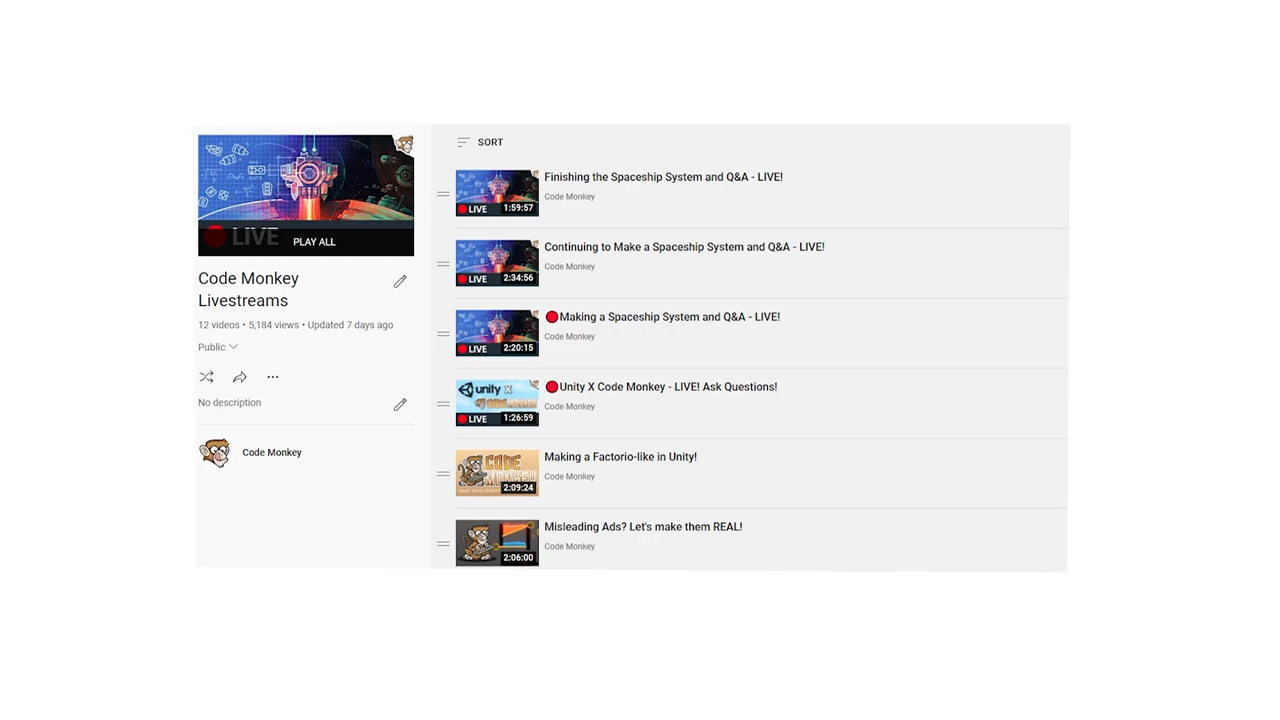 LIVE
PLAY ALL
Code Monkey
Livestreams
12 videos • 5,184 views • Updated 7 days ago
Public
No description
Code Monkey
SORT
Finishing the Spaceship System and Q&A - LIVE!
Code Monkey
LIVE
1:59:57
Continuing to Make a Spaceship System and Q&A - LIVE!
Code Monkey
LIVE
2:34:56
🔴Making a Spaceship System and Q&A - LIVE!
Code Monkey
LIVE
2:20:15
🔴Unity X Code Monkey - LIVE! Ask Questions!
Code Monkey
unity x
CODE MONKEY
LIVE
1:26:59
Making a Factorio-like in Unity!
Code Monkey
CODE
MONKEY
2:09:24
Misleading Ads? Let's make them REAL!
Code Monkey
2:06:00